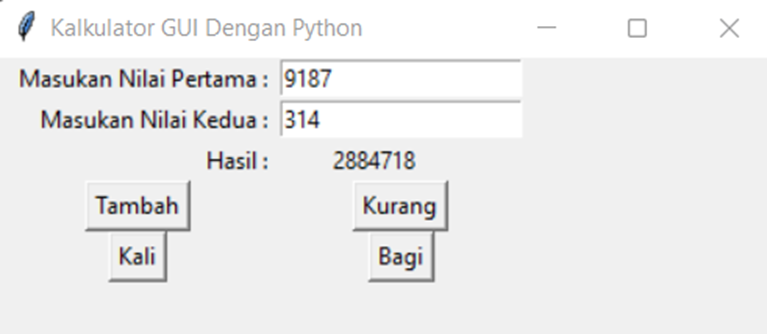 Kalkulator GUI Dengan Python
Masukan Nilai Pertama : 9187
Masukan Nilai Kedua : 314
Hasil : 2884718
Tambah Kurang
Kali Bagi